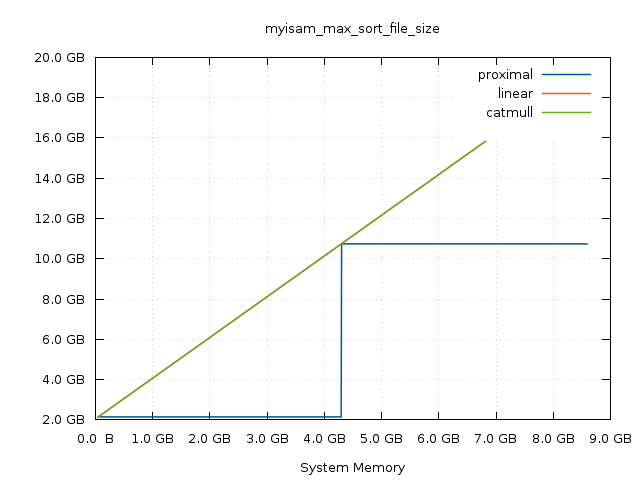 myisam_max_sort_file_size
20.0 GB
18.0 GB
16.0 GB
14.0 GB
12.0 GB
10.0 GB
8.0 GB
6.0 GB
4.0 GB
2.0 GB
proximal
linear
catmull
0.0  B 1.0 GB 2.0 GB 3.0 GB 4.0 GB 5.0 GB 6.0 GB 7.0 GB 8.0 GB 9.0 GB
System Memory